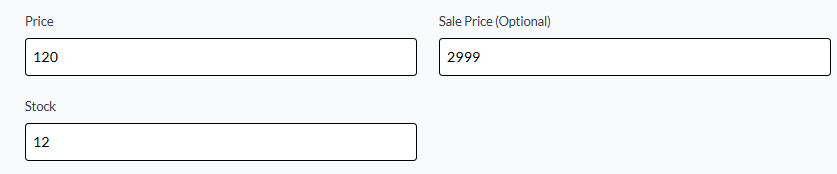 Price
Sale Price (Optional)
120
2999
Stock
12